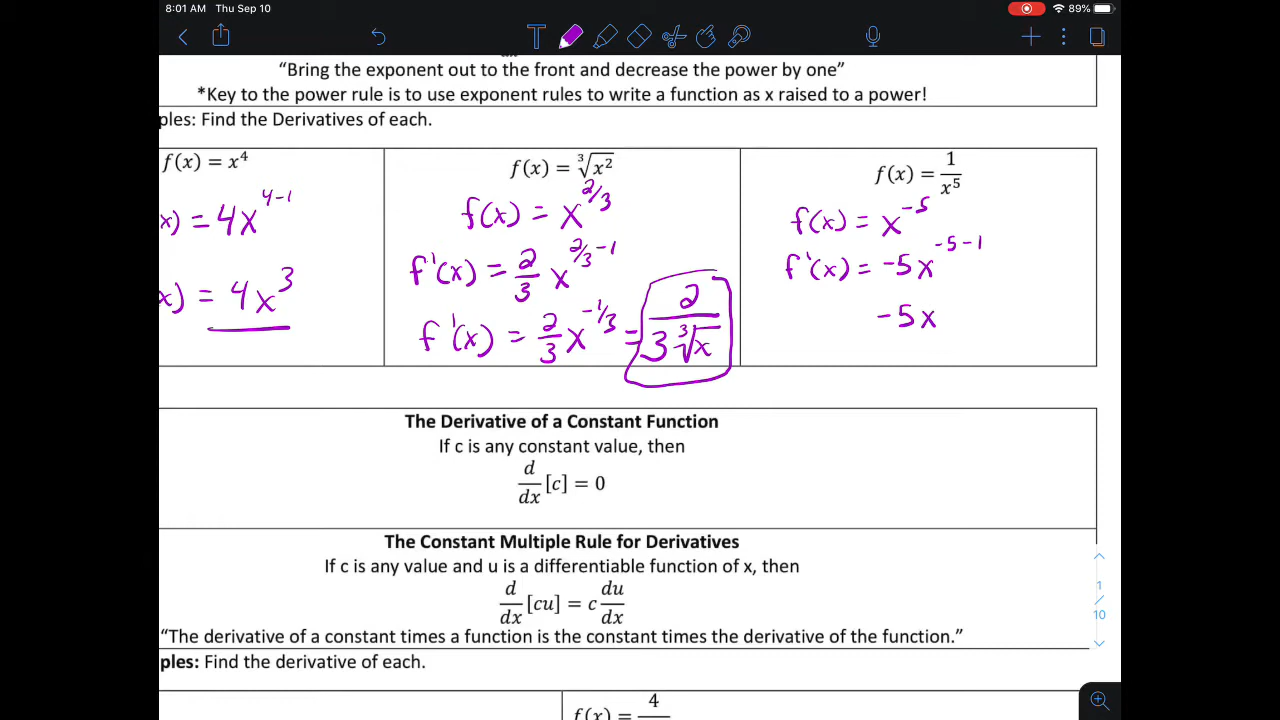 8:01 AM Thu Sep 10
89%
"Bring the exponent out to the front and decrease the power by one"
*Key to the power rule is to use exponent rules to write a function as x raised to a power!
ples: Find the Derivatives of each.
f(x) = x⁴
x) = 4x⁴⁻¹
x) = 4x³
f(x) = ∛x²
f(x) = x^(2/3)
f'(x) = 2/3 x^(2/3 - 1)
f'(x) = 2/3 x^(-1/3) = 2/(3∛x)
f(x) = 1/x⁵
f(x) = x⁻⁵
f'(x) = -5x⁻⁵⁻¹
-5x
The Derivative of a Constant Function
If c is any constant value, then
d/dx [c] = 0
The Constant Multiple Rule for Derivatives
If c is any value and u is a differentiable function of x, then
d/dx [cu] = c du/dx
"The derivative of a constant times a function is the constant times the derivative of the function."
ples: Find the derivative of each.
f(x) = 4
1
/
10